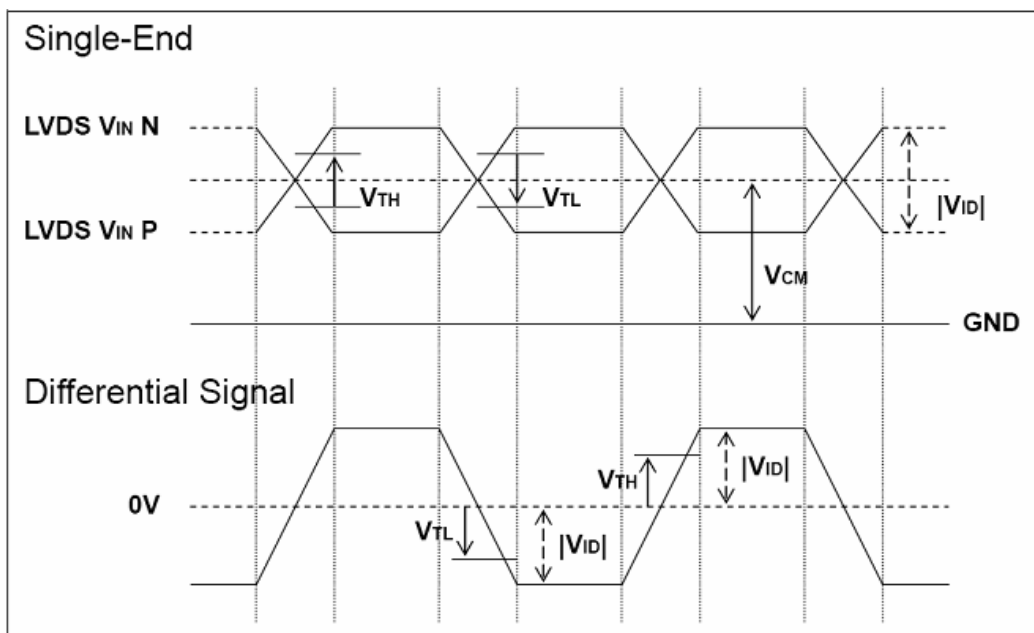 Single-End
LVDS VIN N
VTH
VTL
|VID|
LVDS VIN P
VCM
GND
Differential Signal
VTH
|VID|
0V
VTL
|VID|